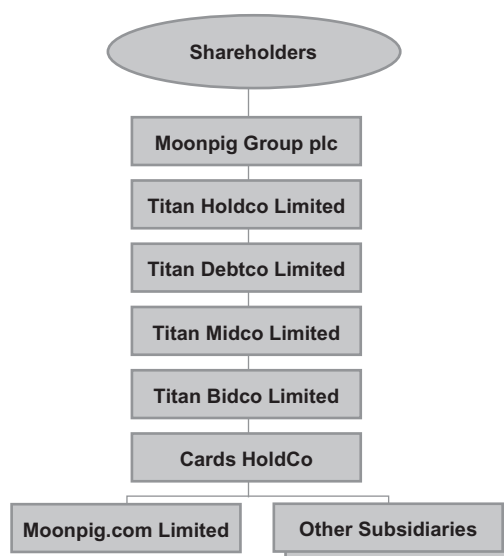 Shareholders
Moonpig Group plc
Titan Holdco Limited
Titan Debtco Limited
Titan Midco Limited
Titan Bidco Limited
Cards HoldCo
Moonpig.com Limited
Other Subsidiaries